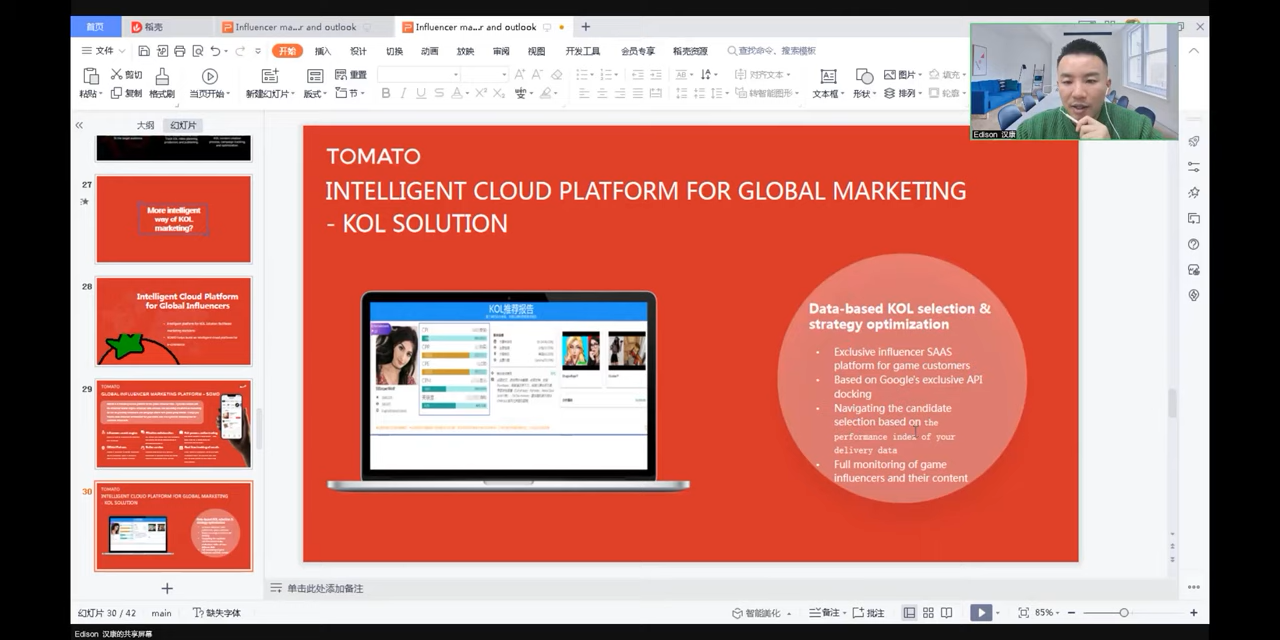 首页
稻壳
Influencer ma...r and outlook
Influencer ma...r and outlook
文件
开始
插入
设计
切换
动画
放映
审阅
视图
开发工具
会员专享
稻壳资源
查找命令、搜索模板
粘贴
剪切
复制
格式刷
当页开始
新建幻灯片
版式
重置
节
B I U S A X² X₂
对齐文本
转智能图形
文本框
形状
图片
排列
填充
轮廓
Edison 汉康
大纲
幻灯片
27
More intelligent
way of KOL
marketing?
28
Intelligent Cloud Platform
for Global Influencers
29
TOMATO
GLOBAL INFLUENCER MARKETING PLATFORM
30
TOMATO
INTELLIGENT CLOUD PLATFORM FOR GLOBAL MARKETING
- KOL SOLUTION
TOMATO
INTELLIGENT CLOUD PLATFORM FOR GLOBAL MARKETING
- KOL SOLUTION
KOL推荐报告
Data-based KOL selection &
strategy optimization
• Exclusive influencer SAAS
platform for game customers
• Based on Google's exclusive API
docking
• Navigating the candidate
selection based on the
performance index of your
delivery data
• Full monitoring of game
influencers and their content
单击此处添加备注
幻灯片 30 / 42
main
缺失字体
智能美化
备注
批注
85%
Edison 汉康的共享屏幕